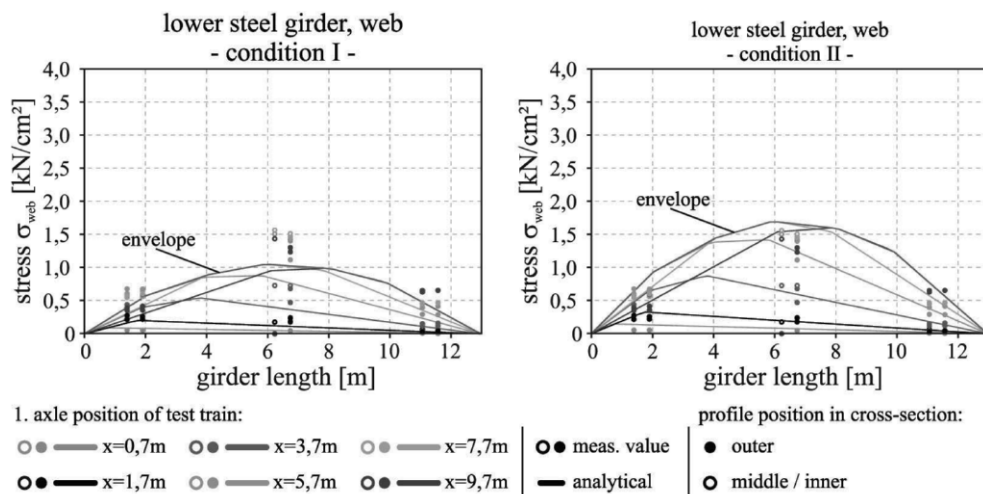 lower steel girder, web
- condition I -
4,0
3,5
3,0
2,5
2,0
1,5
1,0
0,5
0
stress σweb [kN/cm²]
envelope
0 2 4 6 8 10 12
girder length [m]
lower steel girder, web
- condition II -
4,0
3,5
3,0
2,5
2,0
1,5
1,0
0,5
0
stress σweb [kN/cm²]
envelope
0 2 4 6 8 10 12
girder length [m]
1. axle position of test train:
x=0,7m x=3,7m x=7,7m
x=1,7m x=5,7m x=9,7m
meas. value
analytical
profile position in cross-section:
outer
middle / inner